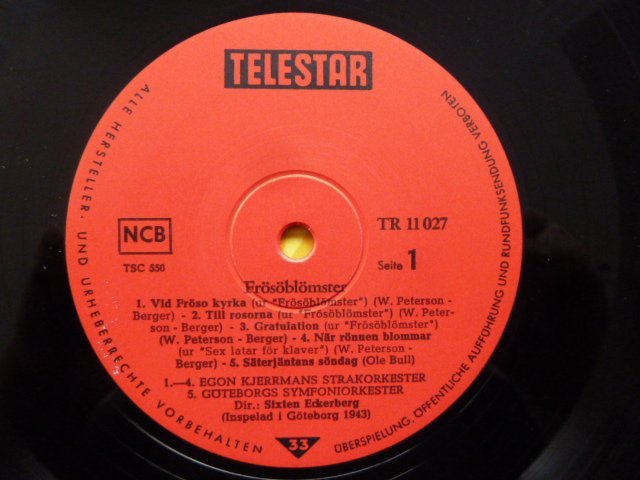 TELESTAR
ALLE HERSTELLER- UND URHEBERRECHTE VORBEHALTEN
NCB
TSC 550
TR 11 027
Seite 1
Frösöblömster
1. Vid Fröso kyrka (ur "Frösöblömster") (W. Peterson -
Berger) - 2. Till rosorna (ur "Frösöblömster") (W. Peter-
son - Berger) - 3. Gratulation (ur "Frösöblömster")
(W. Peterson - Berger) - 4. När rönnen blommar
(ur "Sex latar för klaver") (W. Peterson -
Berger) - 5. Säterjäntans söndag (Ole Bull)
1.—4. EGON KJERRMANS STRAKORKESTER
5. GÖTEBORGS SYMFONIORKESTER
Dir.: Sixten Eckerberg
(Inspelad i Göteborg 1943)
33
ÜBERSPIELUNG, ÖFFENTLICHE AUFFÜHRUNG UND RUNDFUNKSENDUNG VERBOTEN